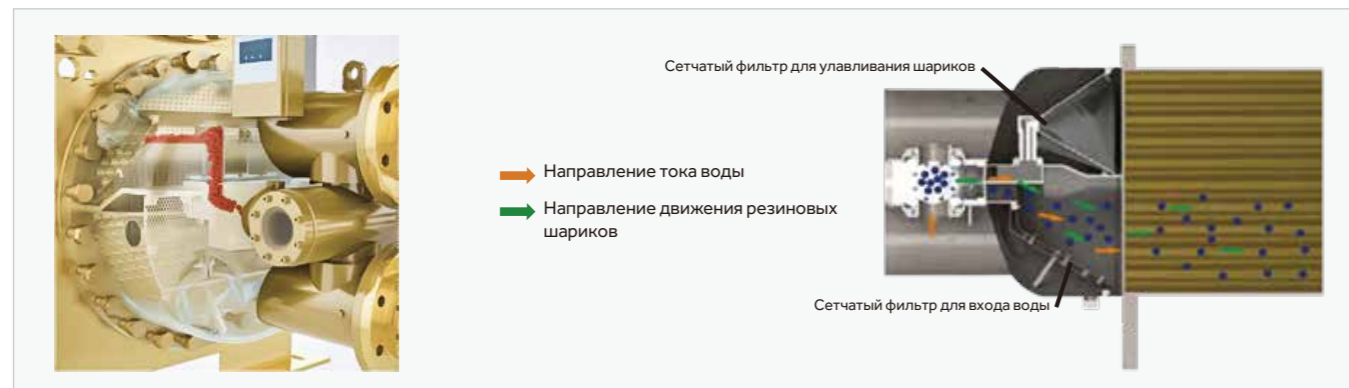 Сетчатый фильтр для улавливания шариков
Направление тока воды
Направление движения резиновых
шариков
Сетчатый фильтр для входа воды